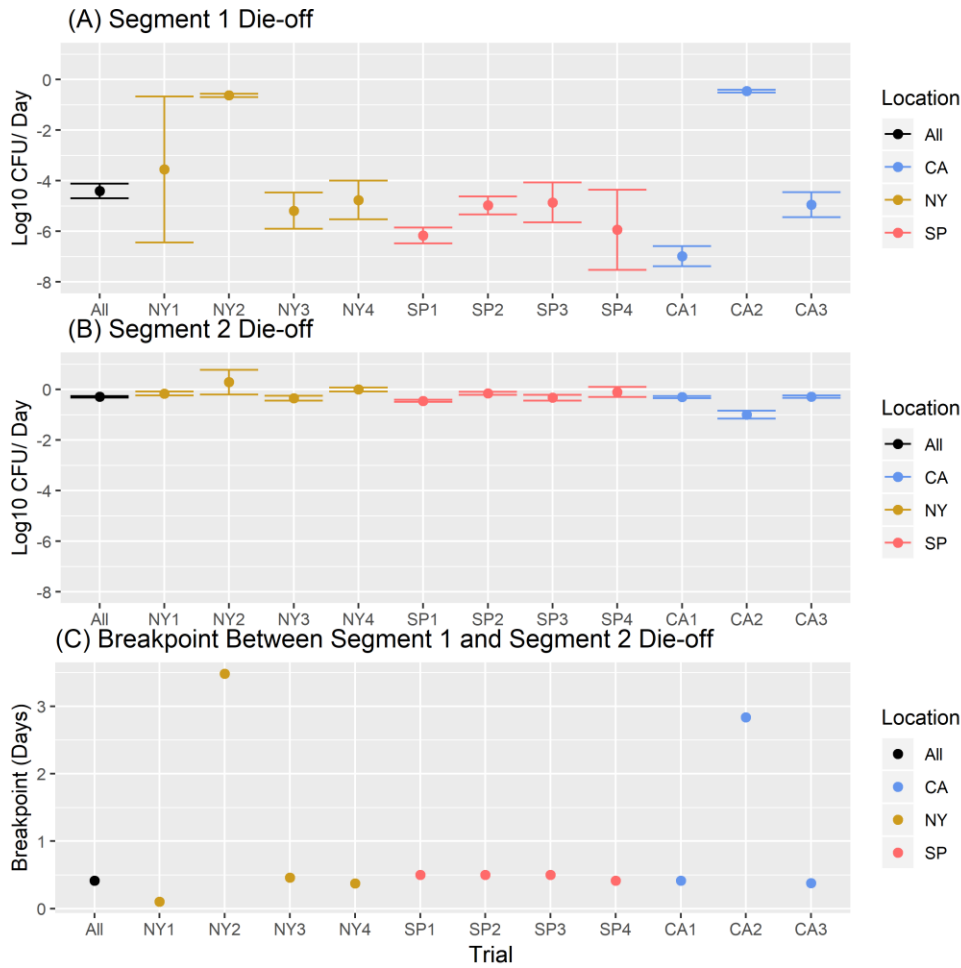 (A) Segment 1 Die-off
Log10 CFU/ Day
0
-2
-4
-6
-8
All NY1 NY2 NY3 NY4 SP1 SP2 SP3 SP4 CA1 CA2 CA3
Location
All
CA
NY
SP
(B) Segment 2 Die-off
Log10 CFU/ Day
0
-2
-4
-6
-8
All NY1 NY2 NY3 NY4 SP1 SP2 SP3 SP4 CA1 CA2 CA3
Location
All
CA
NY
SP
(C) Breakpoint Between Segment 1 and Segment 2 Die-off
Breakpoint (Days)
3
2
1
0
All NY1 NY2 NY3 NY4 SP1 SP2 SP3 SP4 CA1 CA2 CA3
Trial
Location
All
CA
NY
SP